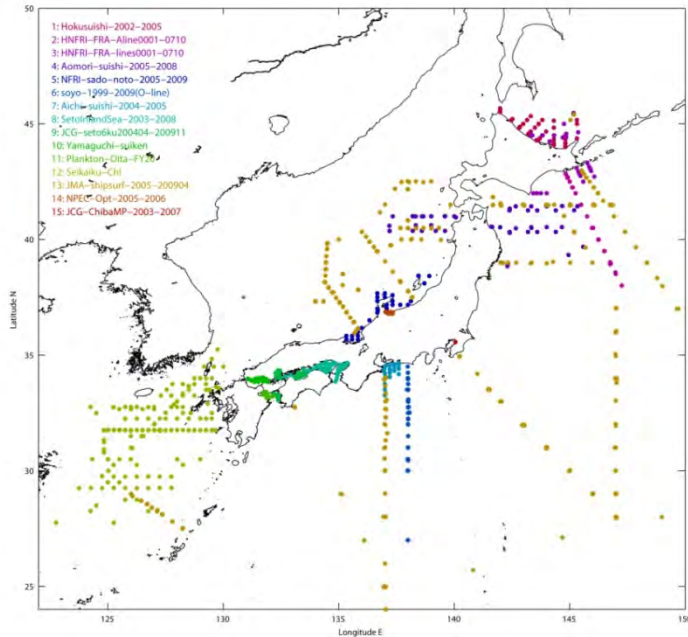 50
1: Hokusuishi-2002-2005
2: HNFRI-FRA-Aline0001-0710
3: HNFRI-FRA-lines0001-0710
4: Aomori-suishi-2005-2008
5: NFRI-sado-noto-2005-2009
6: soyo-1999-2009(O-line)
7: Aichi-suishi-2004-2005
8: SetoInlandSea-2003-2008
9: JCG-seto6ku200404-200911
10: Yamaguchi-suiken
11: Plankton-Oita-FY20
12: Seikaiku-Chl
13: JMA-shipsurf-2005-200904
14: NPEC-Opt-2005-2006
15: JCG-ChibaMP-2003-2007
45
40
Latitude N
35
30
25
125
130
135
140
145
150
Longitude E